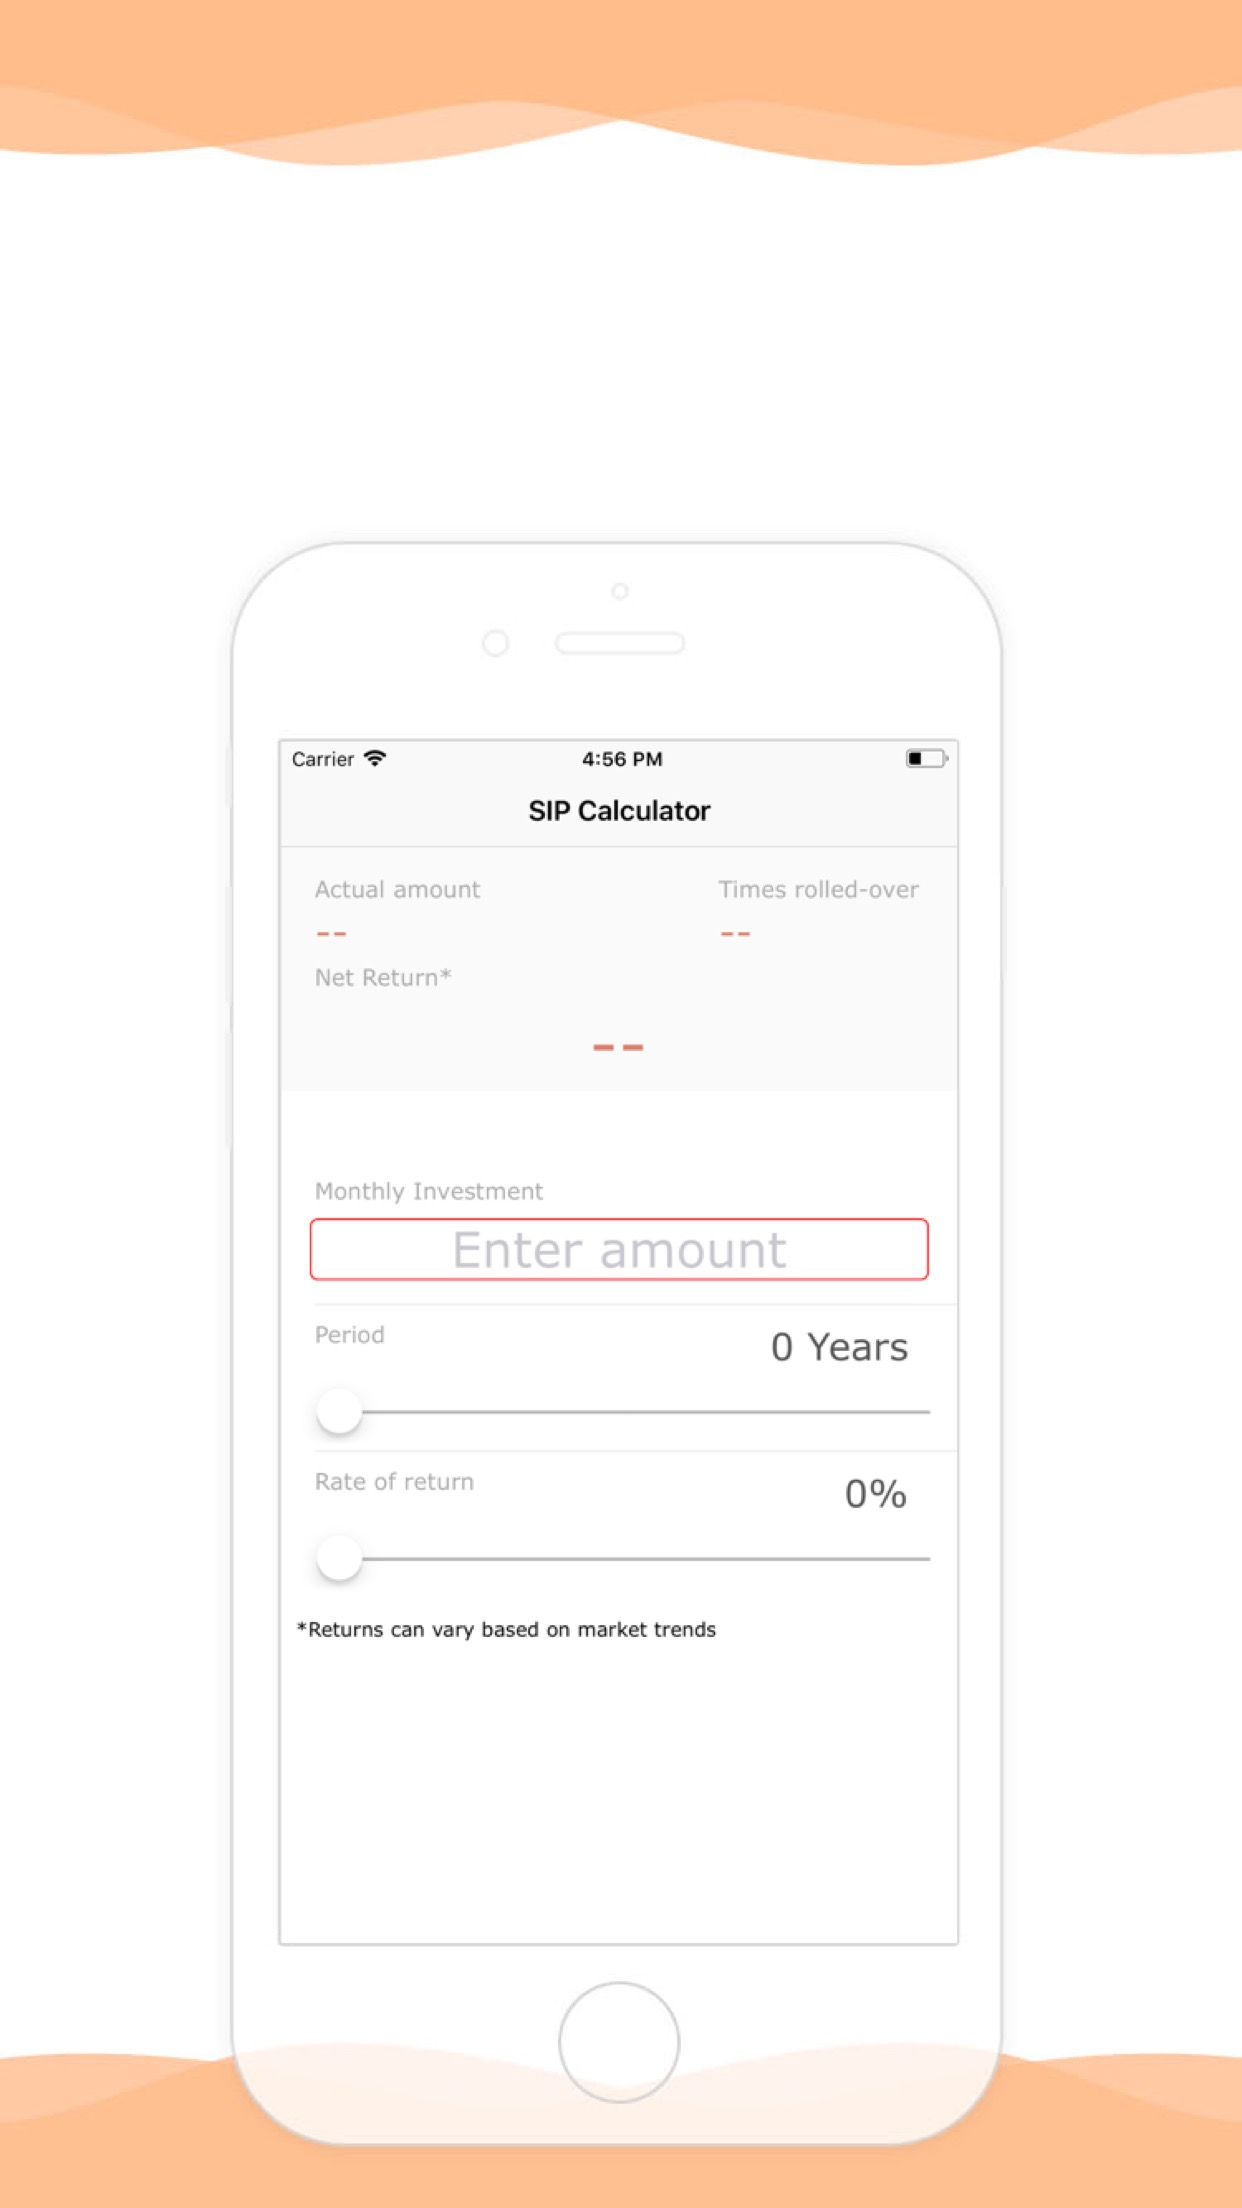 Carrier 4:56 PM
SIP Calculator
Actual amount Times rolled-over
-- --
Net Return*
--
Monthly Investment
Enter amount
Period 0 Years
Rate of return 0%
*Returns can vary based on market trends